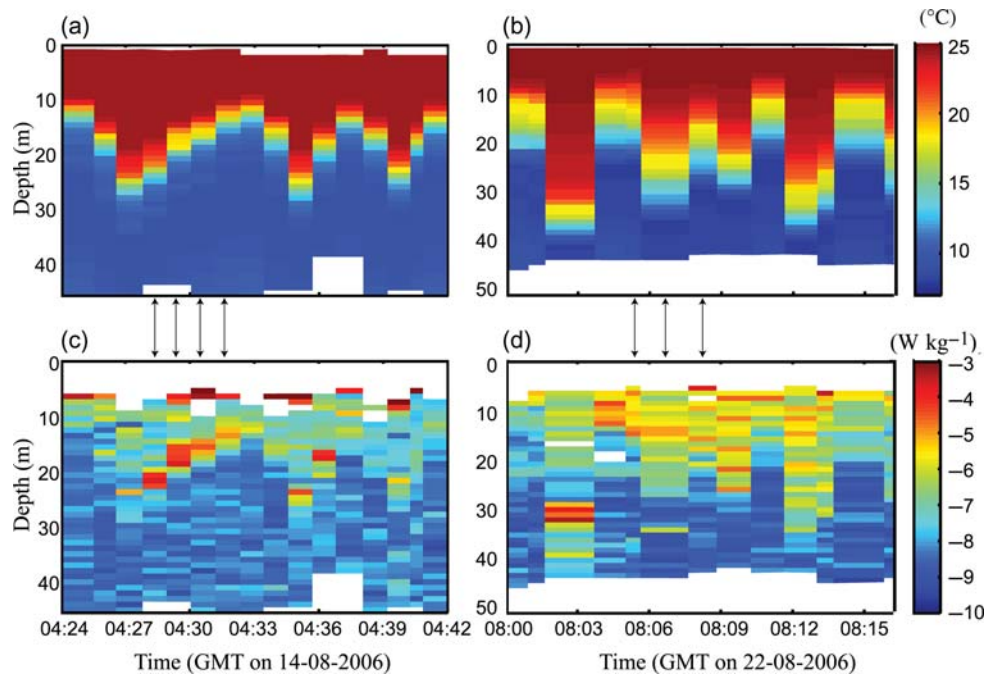 (a)
(b)
(°C)
Depth (m)
0
10
20
30
40
0
10
20
30
40
50
25
20
15
10
(c)
(d)
(W kg−1)
Depth (m)
0
10
20
30
40
0
10
20
30
40
50
−3
−4
−5
−6
−7
−8
−9
−10
04:24 04:27 04:30 04:33 04:36 04:39 04:42
08:00 08:03 08:06 08:09 08:12 08:15
Time (GMT on 14-08-2006)
Time (GMT on 22-08-2006)